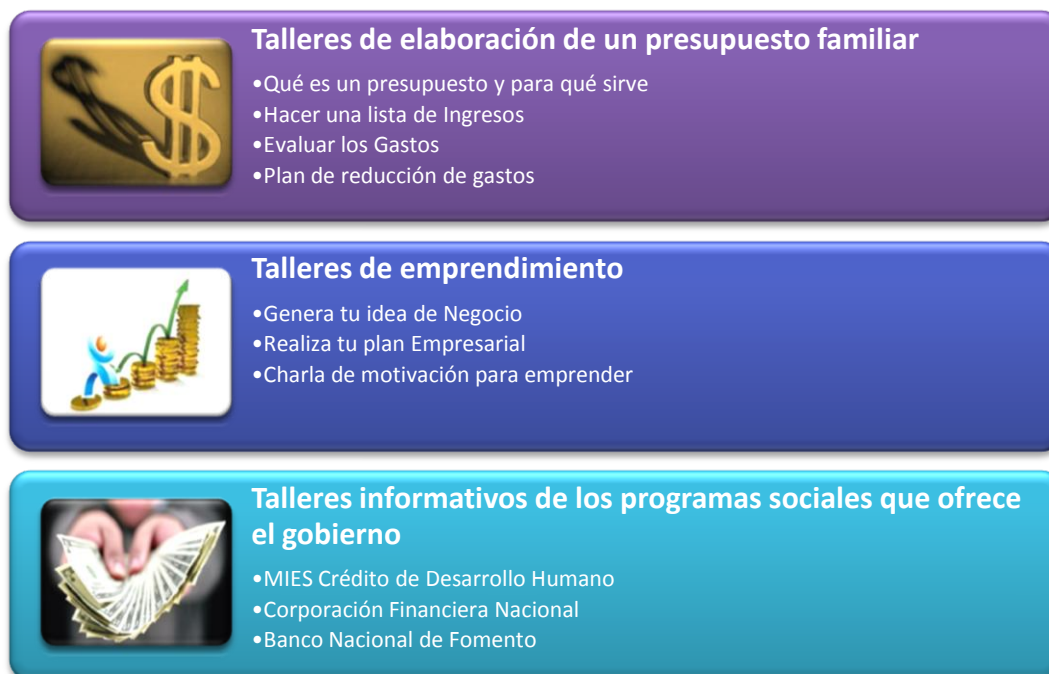 Talleres de elaboración de un presupuesto familiar
•Qué es un presupuesto y para qué sirve
•Hacer una lista de Ingresos
•Evaluar los Gastos
•Plan de reducción de gastos
Talleres de emprendimiento
•Genera tu idea de Negocio
•Realiza tu plan Empresarial
•Charla de motivación para emprender
Talleres informativos de los programas sociales que ofrece
el gobierno
•MIES Crédito de Desarrollo Humano
•Corporación Financiera Nacional
•Banco Nacional de Fomento